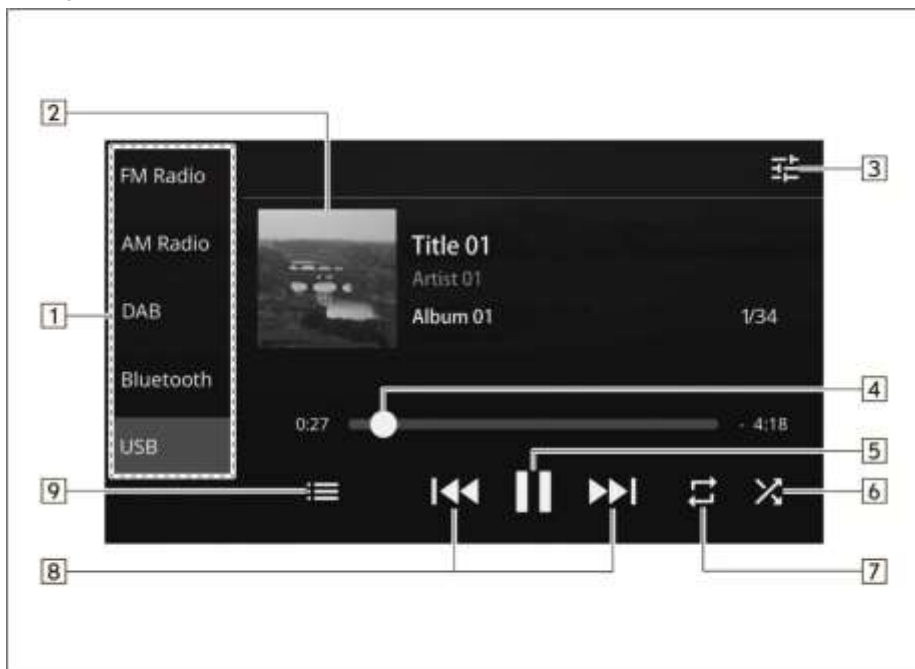 2
3
FM Radio
AM Radio
DAB
Bluetooth
USB
1
Title 01
Artist 01
Album 01
1/34
4
0:27
- 4:18
5
9
6
8
7